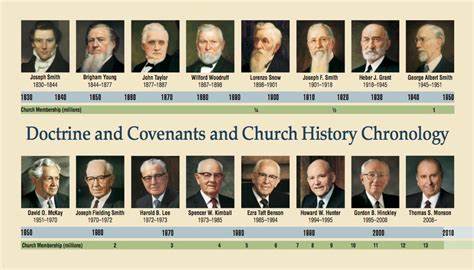 Joseph Smith Brigham Young John Taylor Wilford Woodruff Lorenzo Snow Joseph F. Smith Heber J. Grant George Albert Smith
1830–1844 1844–1877 1877–1887 1887–1898 1898–1901 1901–1918 1918–1945 1945–1951
1830 1840 1850 1860 1870 1880 1890 1900 1910 1920 1930 1940 1950
Church Membership (millions) ¼ ½ 1
Doctrine and Covenants and Church History Chronology
David O. McKay Joseph Fielding Smith Harold B. Lee Spencer W. Kimball Ezra Taft Benson Howard W. Hunter Gordon B. Hinckley Thomas S. Monson
1951–1970 1970–1972 1972–1973 1973–1985 1985–1994 1994–1995 1995–2008 2008–
1950 1960 1970 1980 1990 2000 2010
Church Membership (millions) 2 3 4 5 6 7 8 9 10 11 12 13